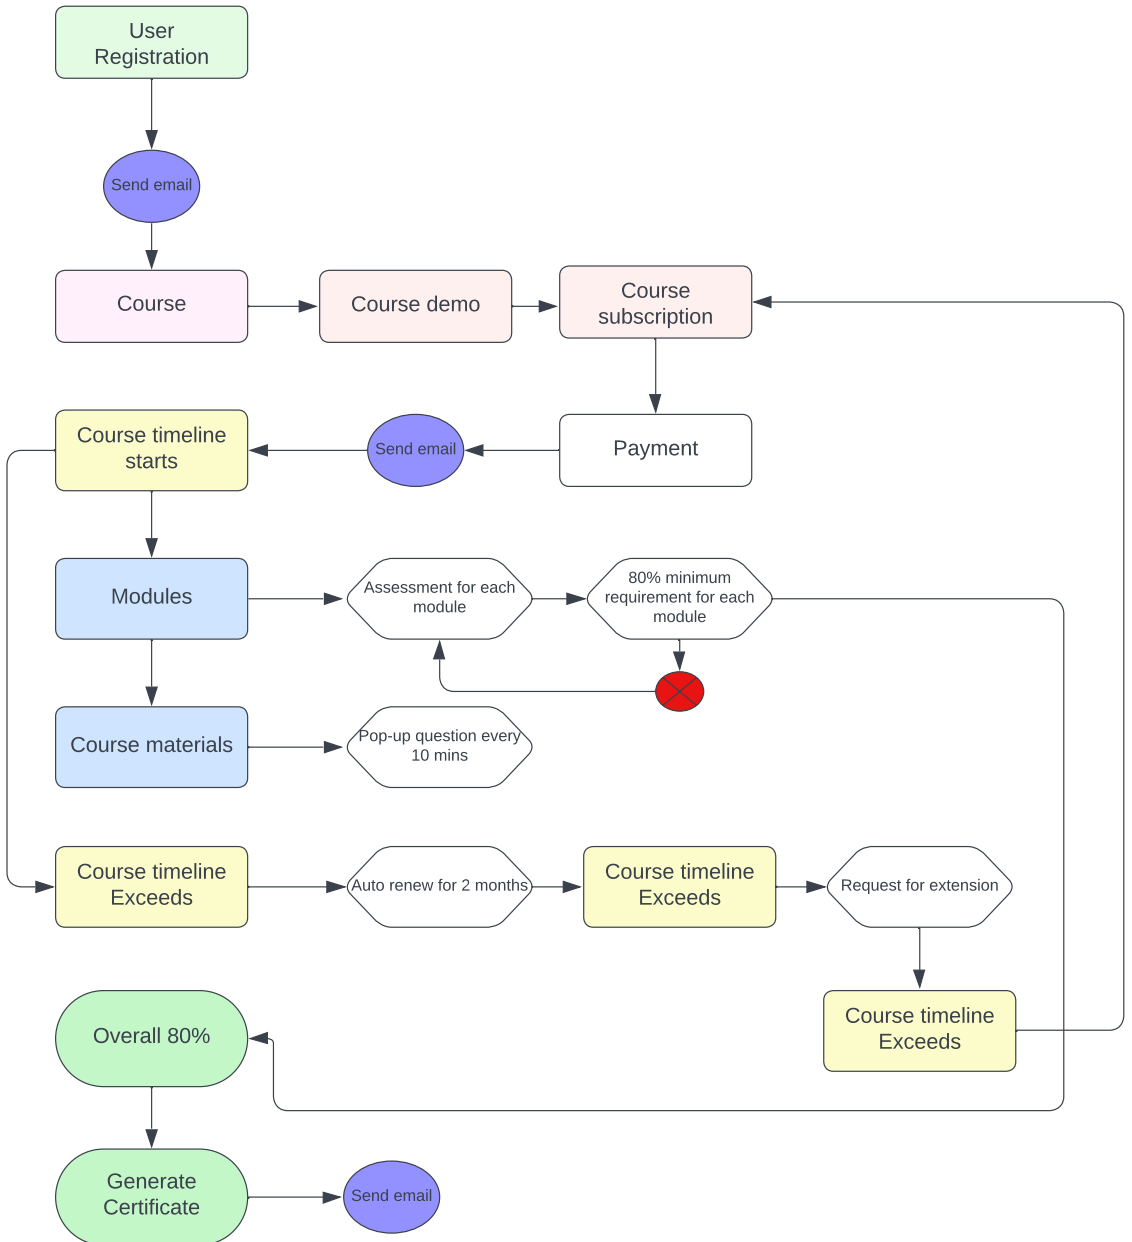 User
Registration
Send email
Course
Course demo
Course
subscription
Course timeline
starts
Send email
Payment
Modules
Assessment for each
module
80% minimum
requirement for each
module
Course materials
Pop-up question every
10 mins
Course timeline
Exceeds
Auto renew for 2 months
Course timeline
Exceeds
Request for extension
Overall 80%
Course timeline
Exceeds
Generate
Certificate
Send email